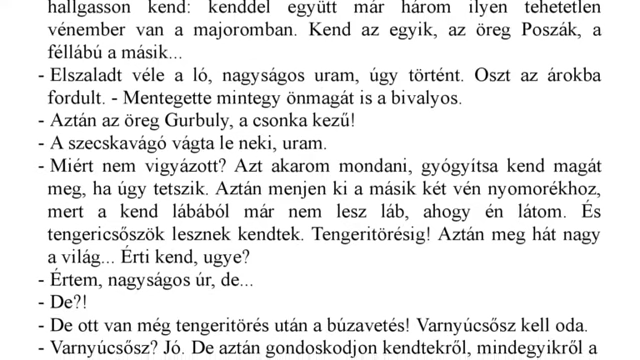 hallgasson kend: kenddel együtt már három ilyen tehetetlen
vénember van a majoromban. Kend az egyik, az öreg Poszák, a
féllábú a másik...
- Elszaladt véle a ló, nagyságos uram, úgy történt. Oszt az árokba
fordult. - Mentegette mintegy önmagát is a bivalyos.
- Aztán az öreg Gurbuly, a csonka kezű!
- A szecskavágó vágta le neki, uram.
- Miért nem vigyázott? Azt akarom mondani, gyógyítsa kend magát
meg, ha úgy tetszik. Aztán menjen ki a másik két vén nyomorékhoz,
mert a kend lábából már nem lesz láb, ahogy én látom. És
tengericsőszök lesznek kendtek. Tengeritörésig! Aztán meg hát nagy
a világ... Érti kend, ugye?
- Értem, nagyságos úr, de...
- De?!
- De ott van még tengeritörés után a búzavetés! Varnyúcsősz kell oda.
- Varnyúcsősz? Jó. De aztán gondoskodjon kendtekről, mindegyikről a